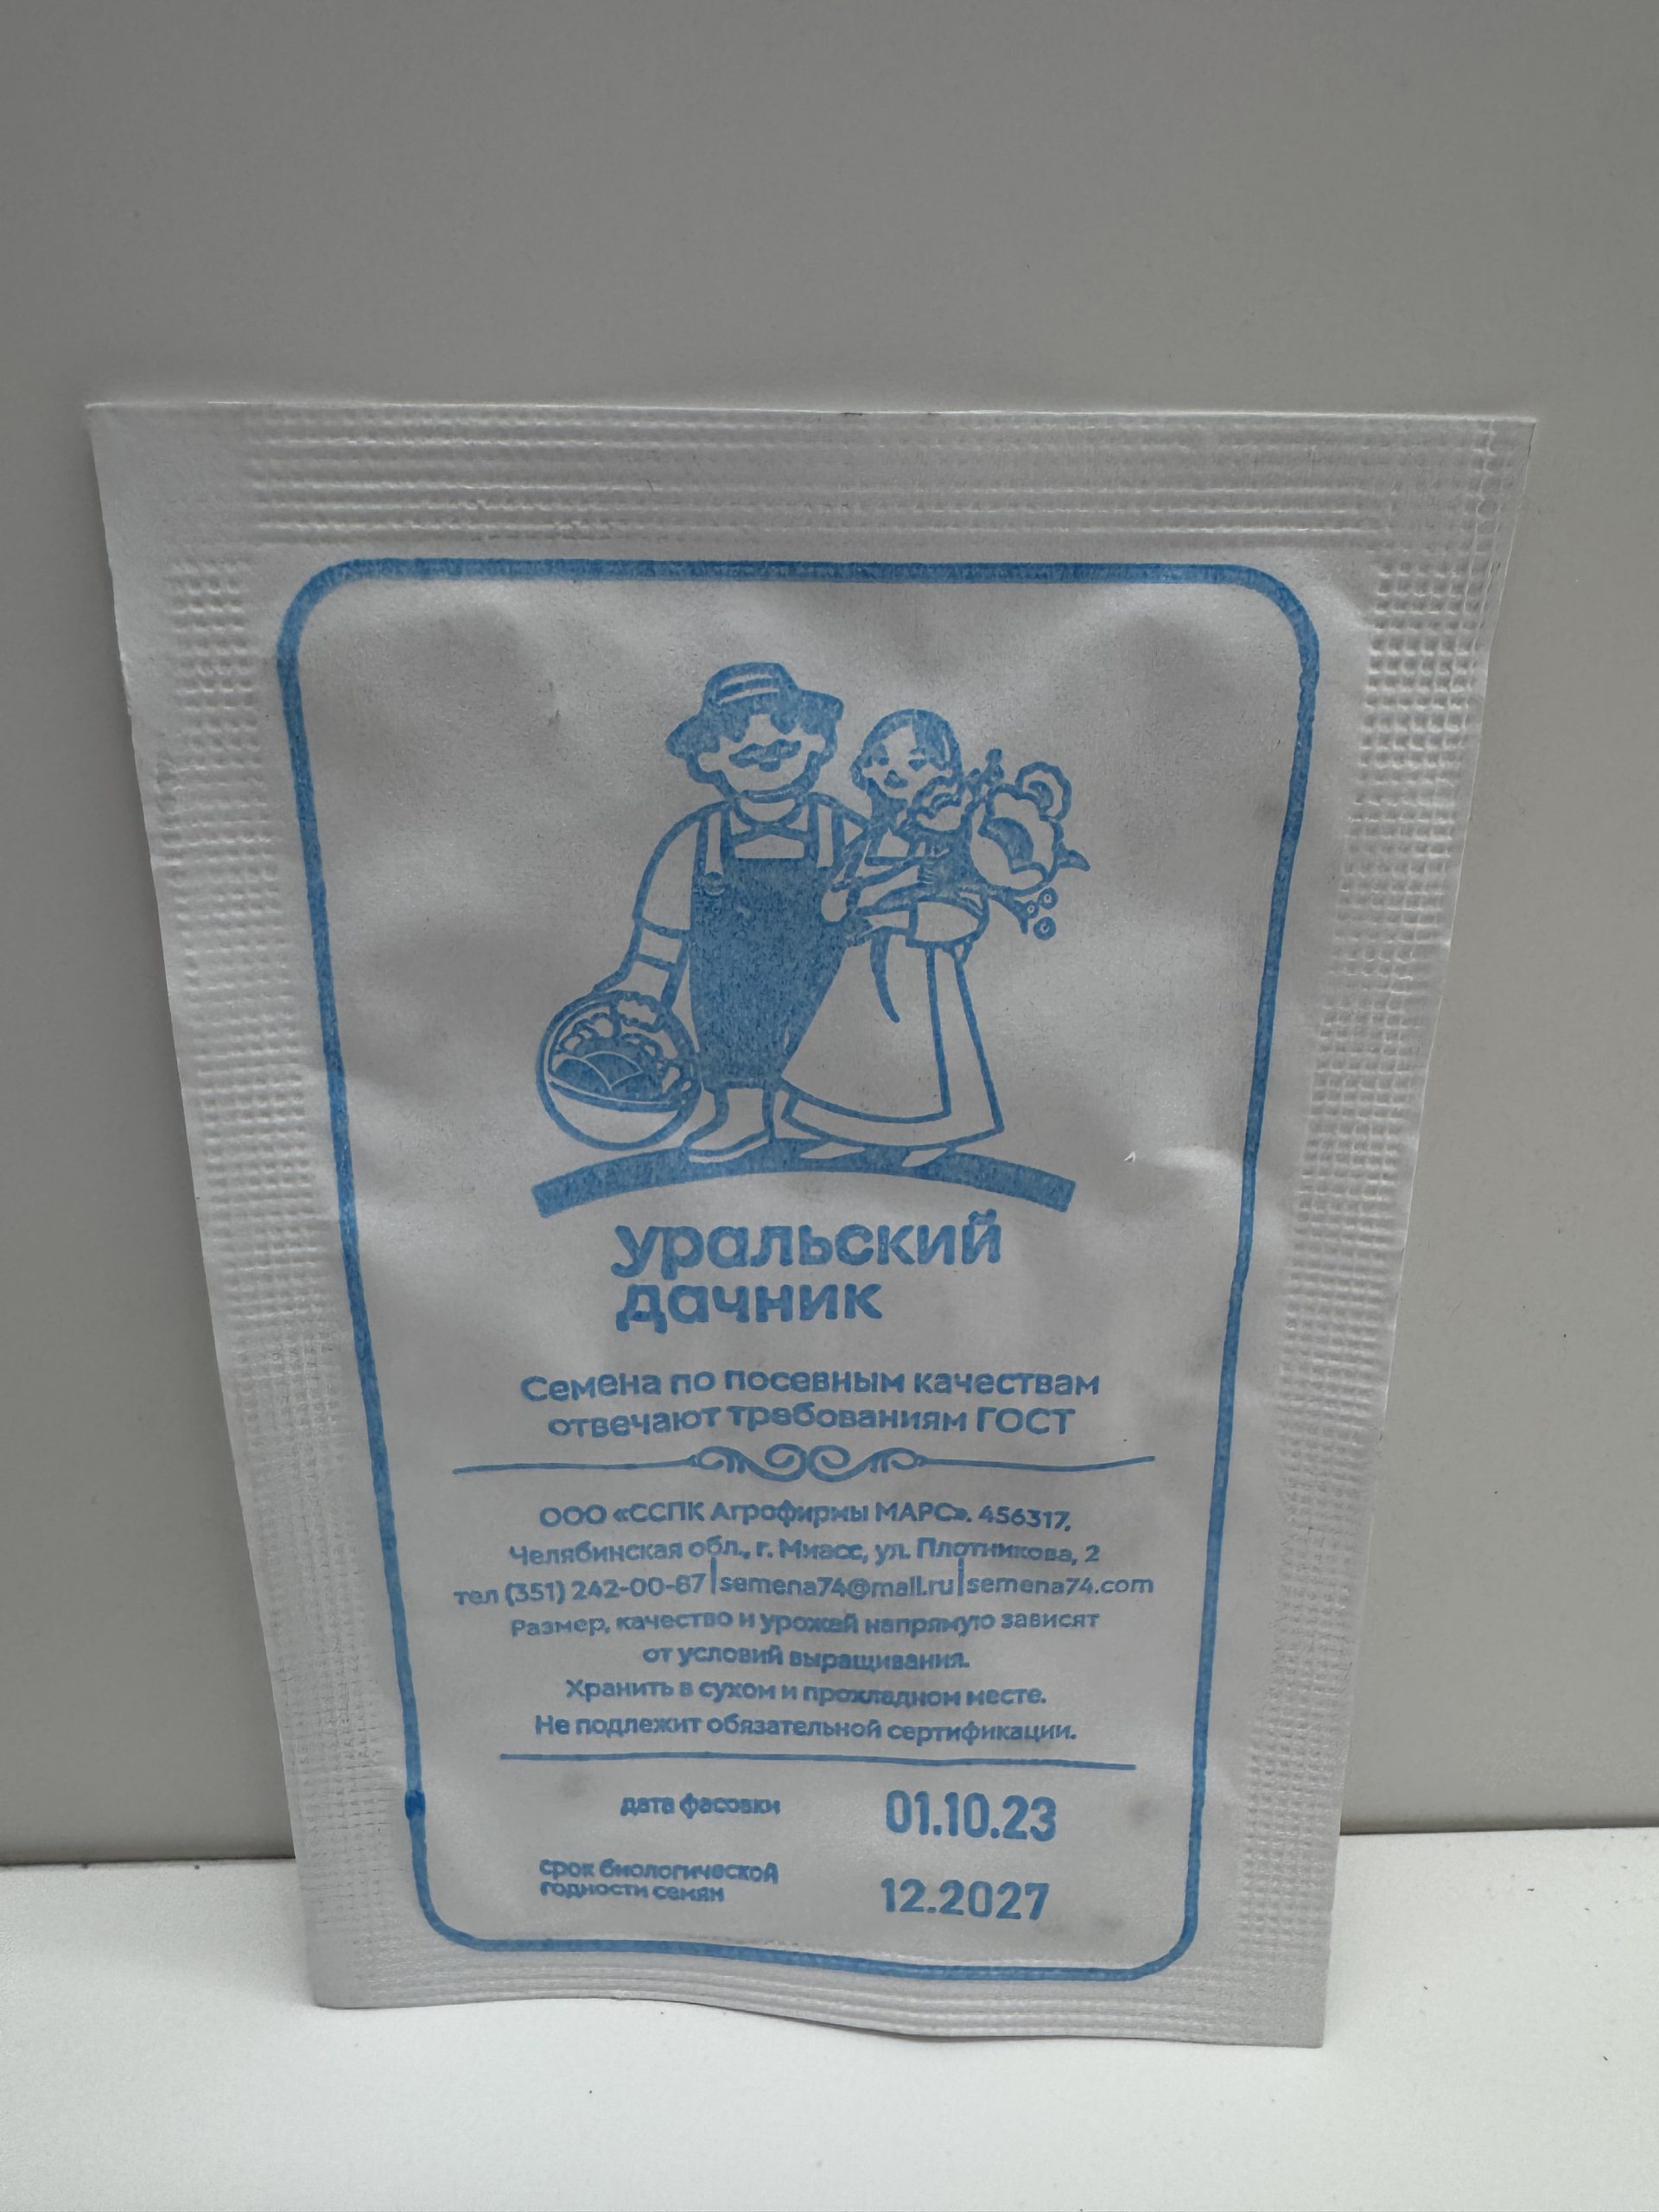 уральский
дачник
Семена по посевным качествам
отвечают требованиям ГОСТ
ООО «ССПК Агрофирмы МАРС». 456317,
Челябинская обл., г. Миасс, ул. Плотникова, 2
тел (351) 242-00-67|semena74@mail.ru|semena74.com
Размер, качество и урожай напрямую зависят
от условий выращивания.
Хранить в сухом и прохладном месте.
Не подлежит обязательной сертификации.
дата фасовки 01.10.23
срок биологической
годности семян 12.2027